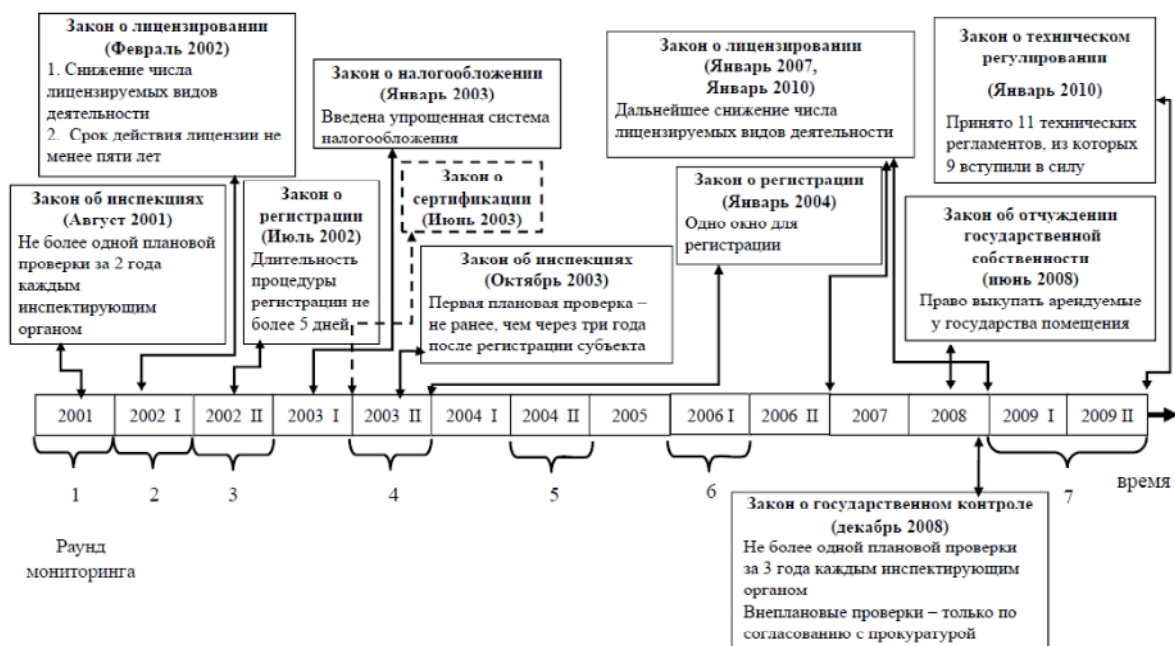 Закон о лицензировании
(Февраль 2002)
1. Снижение числа
лицензируемых видов
деятельности
2. Срок действия лицензии не
менее пяти лет
Закон о налогообложении
(Январь 2003)
Введена упрощенная система
налогообложения
Закон о лицензировании
(Январь 2007,
Январь 2010)
Дальнейшее снижение числа
лицензируемых видов деятельности
Закон о техническом
регулировании
(Январь 2010)
Принято 11 технических
регламентов, из которых
9 вступили в силу
Закон об инспекциях
(Август 2001)
Не более одной плановой
проверки за 2 года
каждым
инспектирующим
органом
Закон о
регистрации
(Июль 2002)
Длительность
процедуры
регистрации не
более 5 дней
Закон о
сертификации
(Июнь 2003)
Закон об инспекциях
(Октябрь 2003)
Первая плановая проверка –
не ранее, чем через три года
после регистрации субъекта
Закон о регистрации
(Январь 2004)
Одно окно для
регистрации
Закон об отчуждении
государственной
собственности
(июнь 2008)
Право выкупать арендуемые
у государства помещения
2001 2002 I 2002 II 2003 I 2003 II 2004 I 2004 II 2005 2006 I 2006 II 2007 2008 2009 I 2009 II
1 2 3 4 5 6 7
время
Раунд
мониторинга
Закон о государственном контроле
(декабрь 2008)
Не более одной плановой проверки
за 3 года каждым инспектирующим
органом
Внеплановые проверки – только по
согласованию с прокуратурой